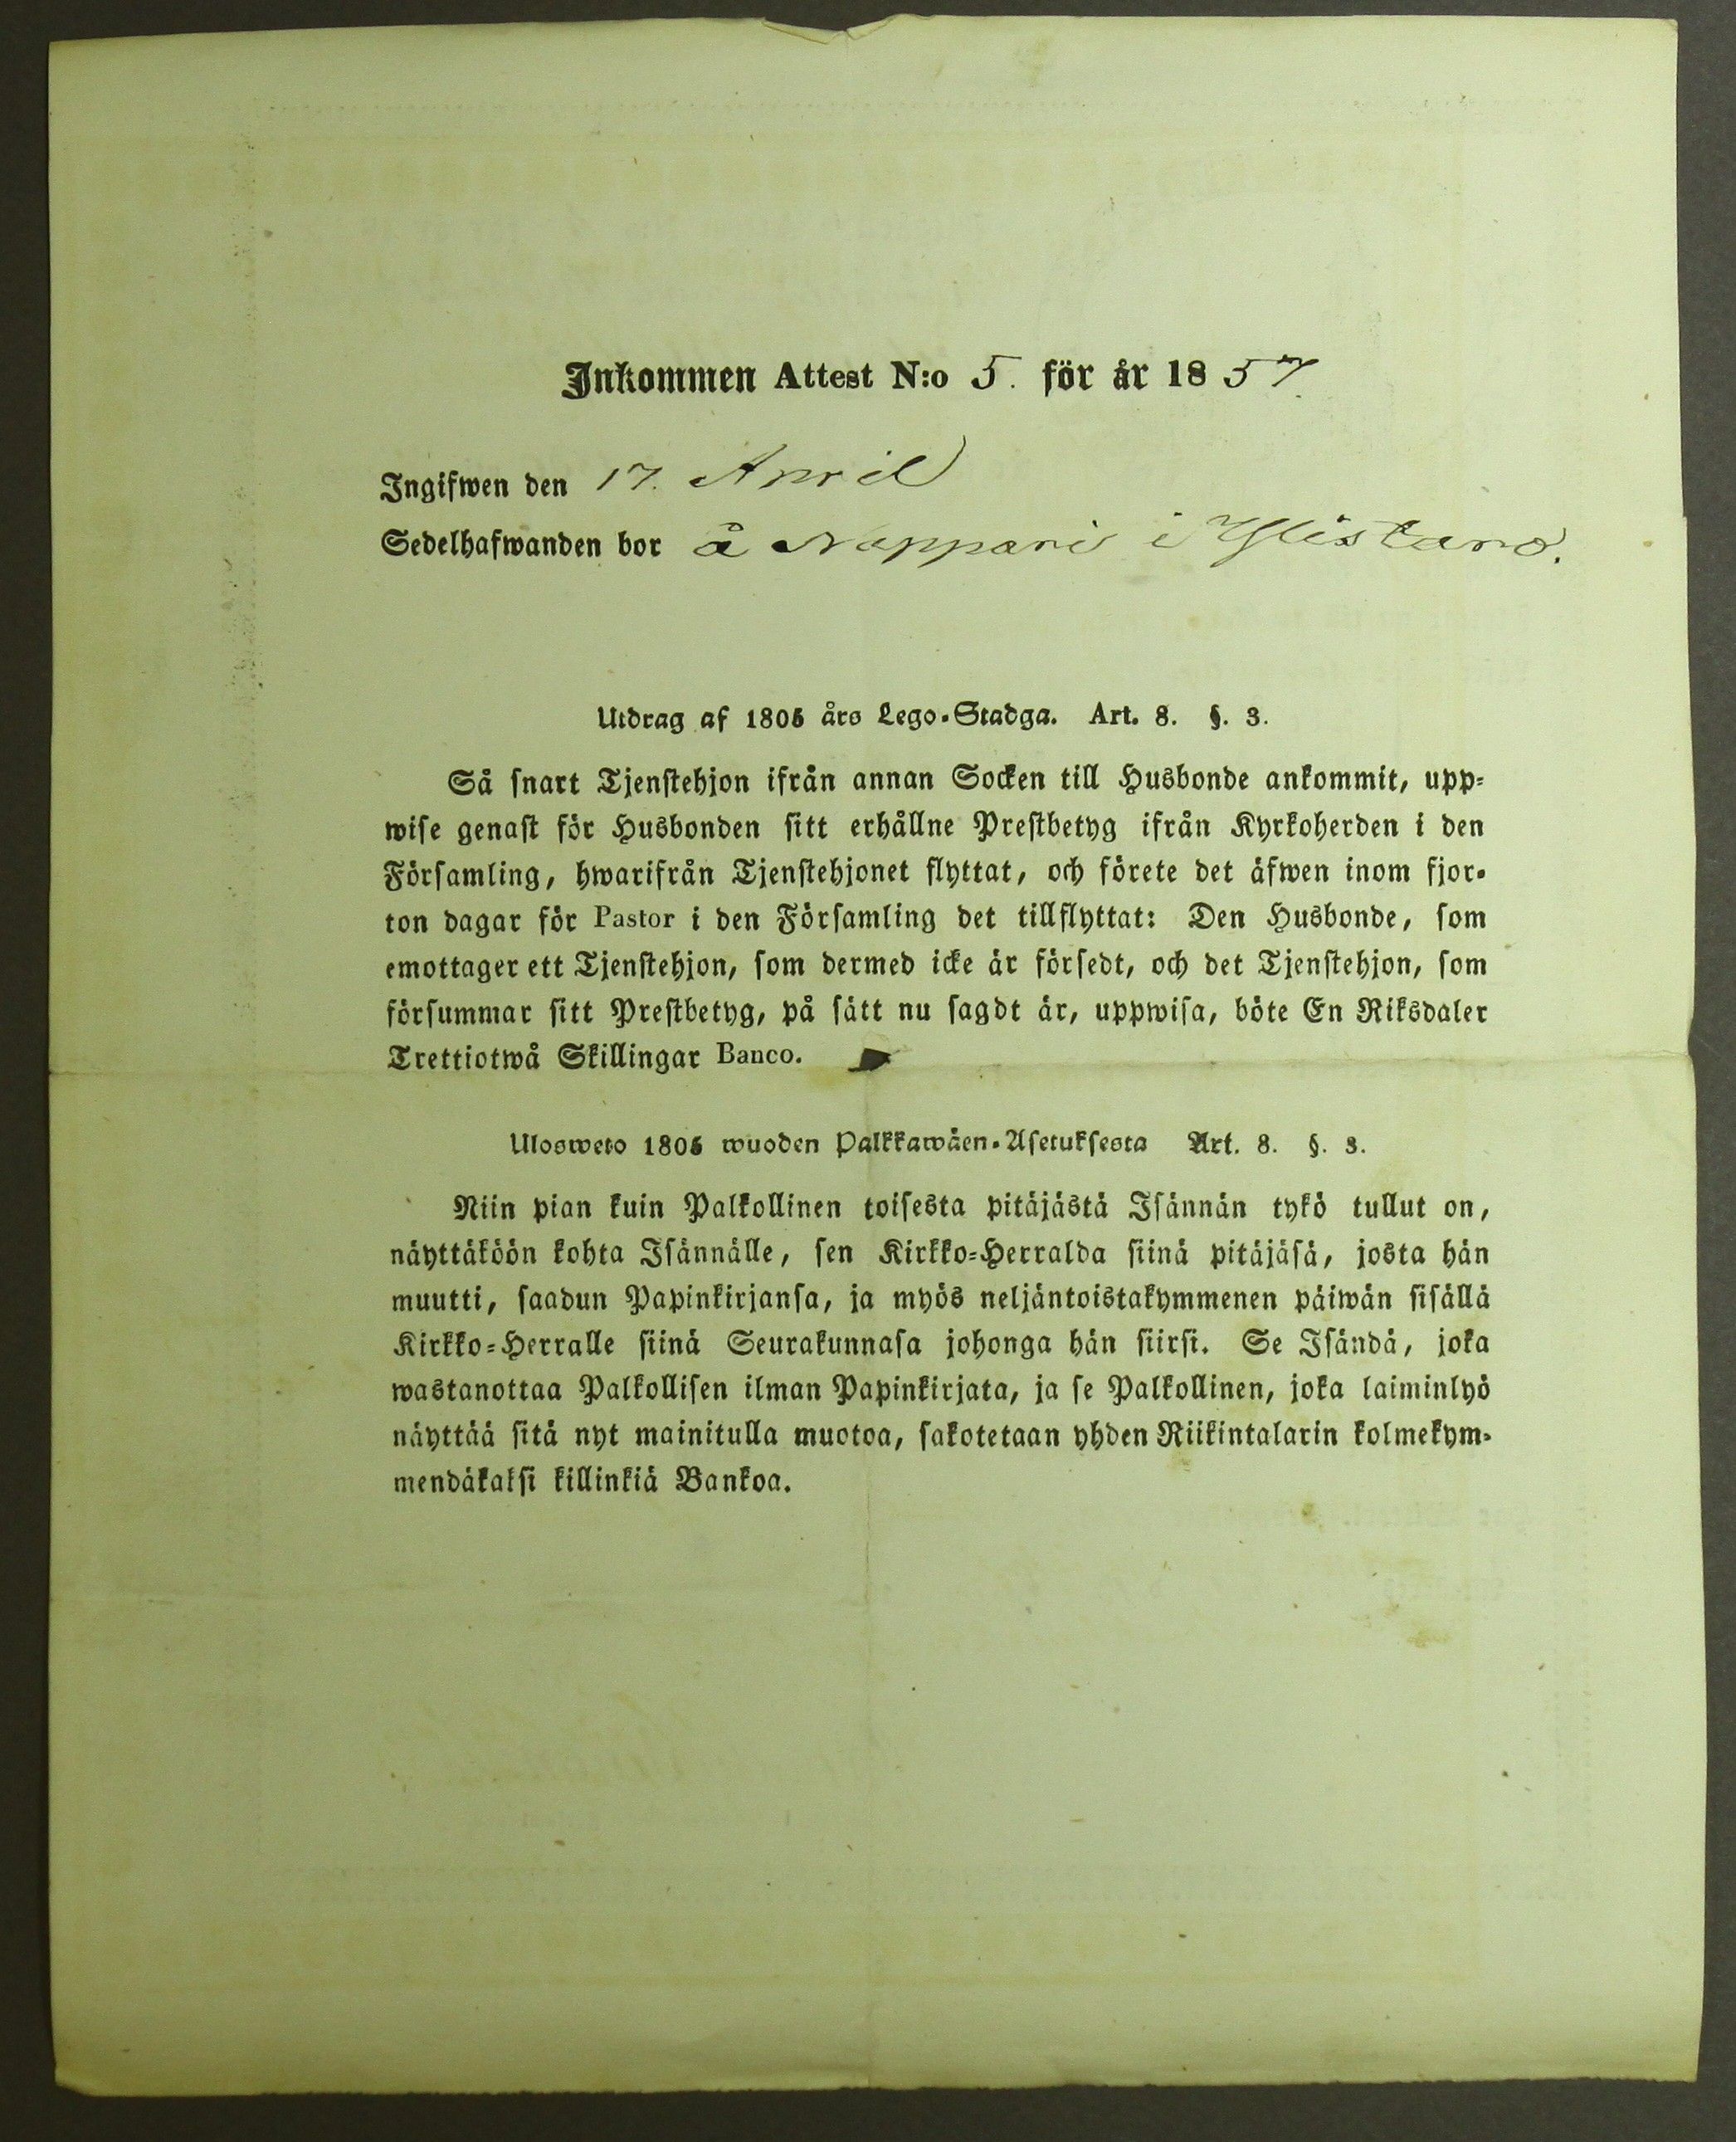 Inkommen Attest N:o 5. för år 1857.
Ingifwen den 17. April
Sedelhafwanden bor å Nappari i Ylistaro.
Utdrag af 1805 års Lego-Stadga. Art. 8. §. 3.
Så snart Tjenstehjon ifrån annan Socken till Husbonde ankommit, upp-
wise genast för Husbonden sitt erhållne Prestbetyg ifrån Kyrkoherden i den
Församling, hwarifrån Tjenstehjonet flyttat, och förete det äfwen inom fjor-
ton dagar för Pastor i den Församling det tillflyttat: Den Husbonde, som
emottager ett Tjenstehjon, som dermed icke är försedt, och det Tjenstehjon, som
försummar sitt Prestbetyg, på sätt nu sagdt är, uppwisa, böte En Riksdaler
Trettiotwå Skillingar Banco.
Ulosweto 1805 wuoden Palkkawäen-Asetuksesta Art. 8. §. 3.
Niin pian kuin Palkollinen toisesta pitäjästä Isännän tykö tullut on,
näyttäköön kohta Isännälle, sen Kirkko-Herralda siinä pitäjäsä, josta hän
muutti, saadun Papinkirjansa, ja myös neljäntoistakymmenen päiwän sisällä
Kirkko-Herralle siinä Seurakunnasa johonga hän siirsi. Se Isändä, joka
wastanottaa Palkollisen ilman Papinkirjata, ja se Palkollinen, joka laiminlyö
näyttää sitä nyt mainitulla muotoa, sakotetaan yhden Riikintalarin kolmekym-
mendäkaksi killinkiä Bankoa.